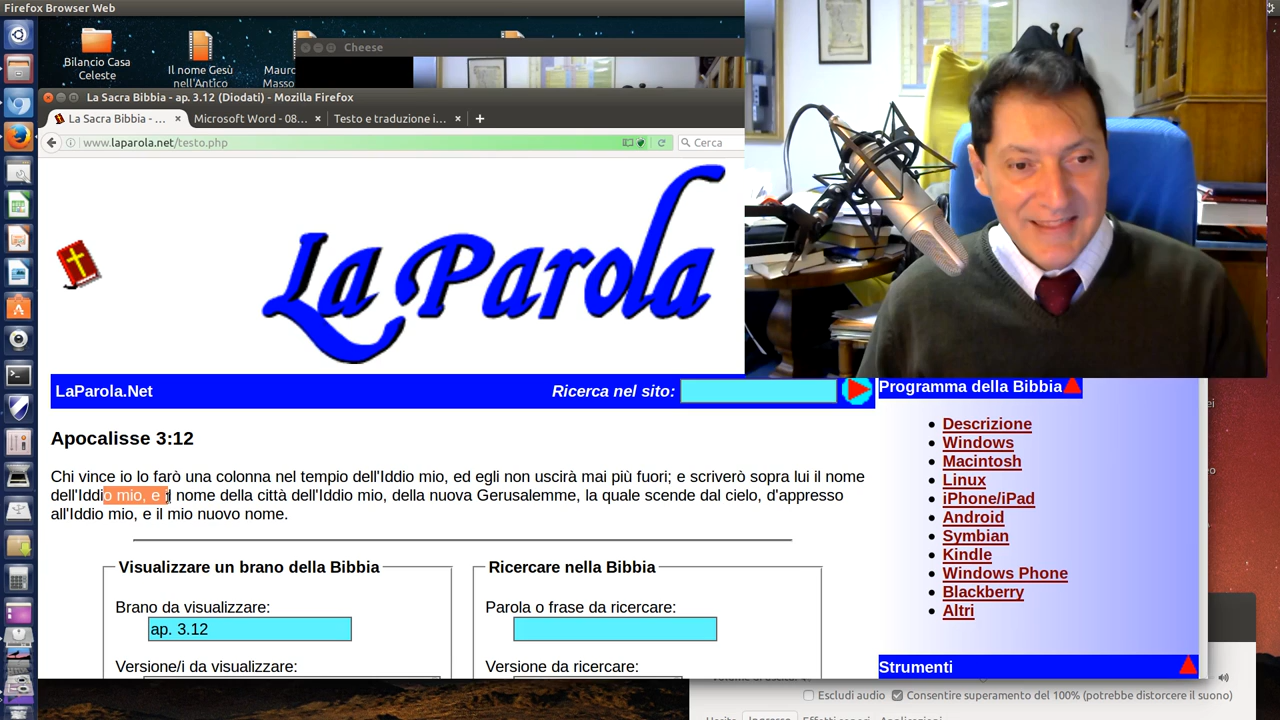 Firefox Browser Web
Bilancio Casa
Celeste
Il nome Gesù
nell'Antico
Mauro
Masso
Cheese
La Sacra Bibbia - ap. 3.12 (Diodati) - Mozilla Firefox
La Sacra Bibbia - ...
Microsoft Word - 08...
Testo e traduzione i...
www.laparola.net/testo.php
Cerca
La Parola
LaParola.Net
Ricerca nel sito:
Programma della Bibbia
Descrizione
Windows
Macintosh
Linux
iPhone/iPad
Android
Symbian
Kindle
Windows Phone
Blackberry
Altri
Strumenti
Apocalisse 3:12
Chi vince io lo farò una colonna nel tempio dell'Iddio mio, ed egli non uscirà mai più fuori; e scriverò sopra lui il nome
dell'Iddio mio, e il nome della città dell'Iddio mio, della nuova Gerusalemme, la quale scende dal cielo, d'appresso
all'Iddio mio, e il mio nuovo nome.
Visualizzare un brano della Bibbia
Brano da visualizzare:
ap. 3.12
Versione/i da visualizzare:
Ricercare nella Bibbia
Parola o frase da ricercare:
Versione da ricercare:
Escludi audio
Consentire superamento del 100% (potrebbe distorcere il suono)